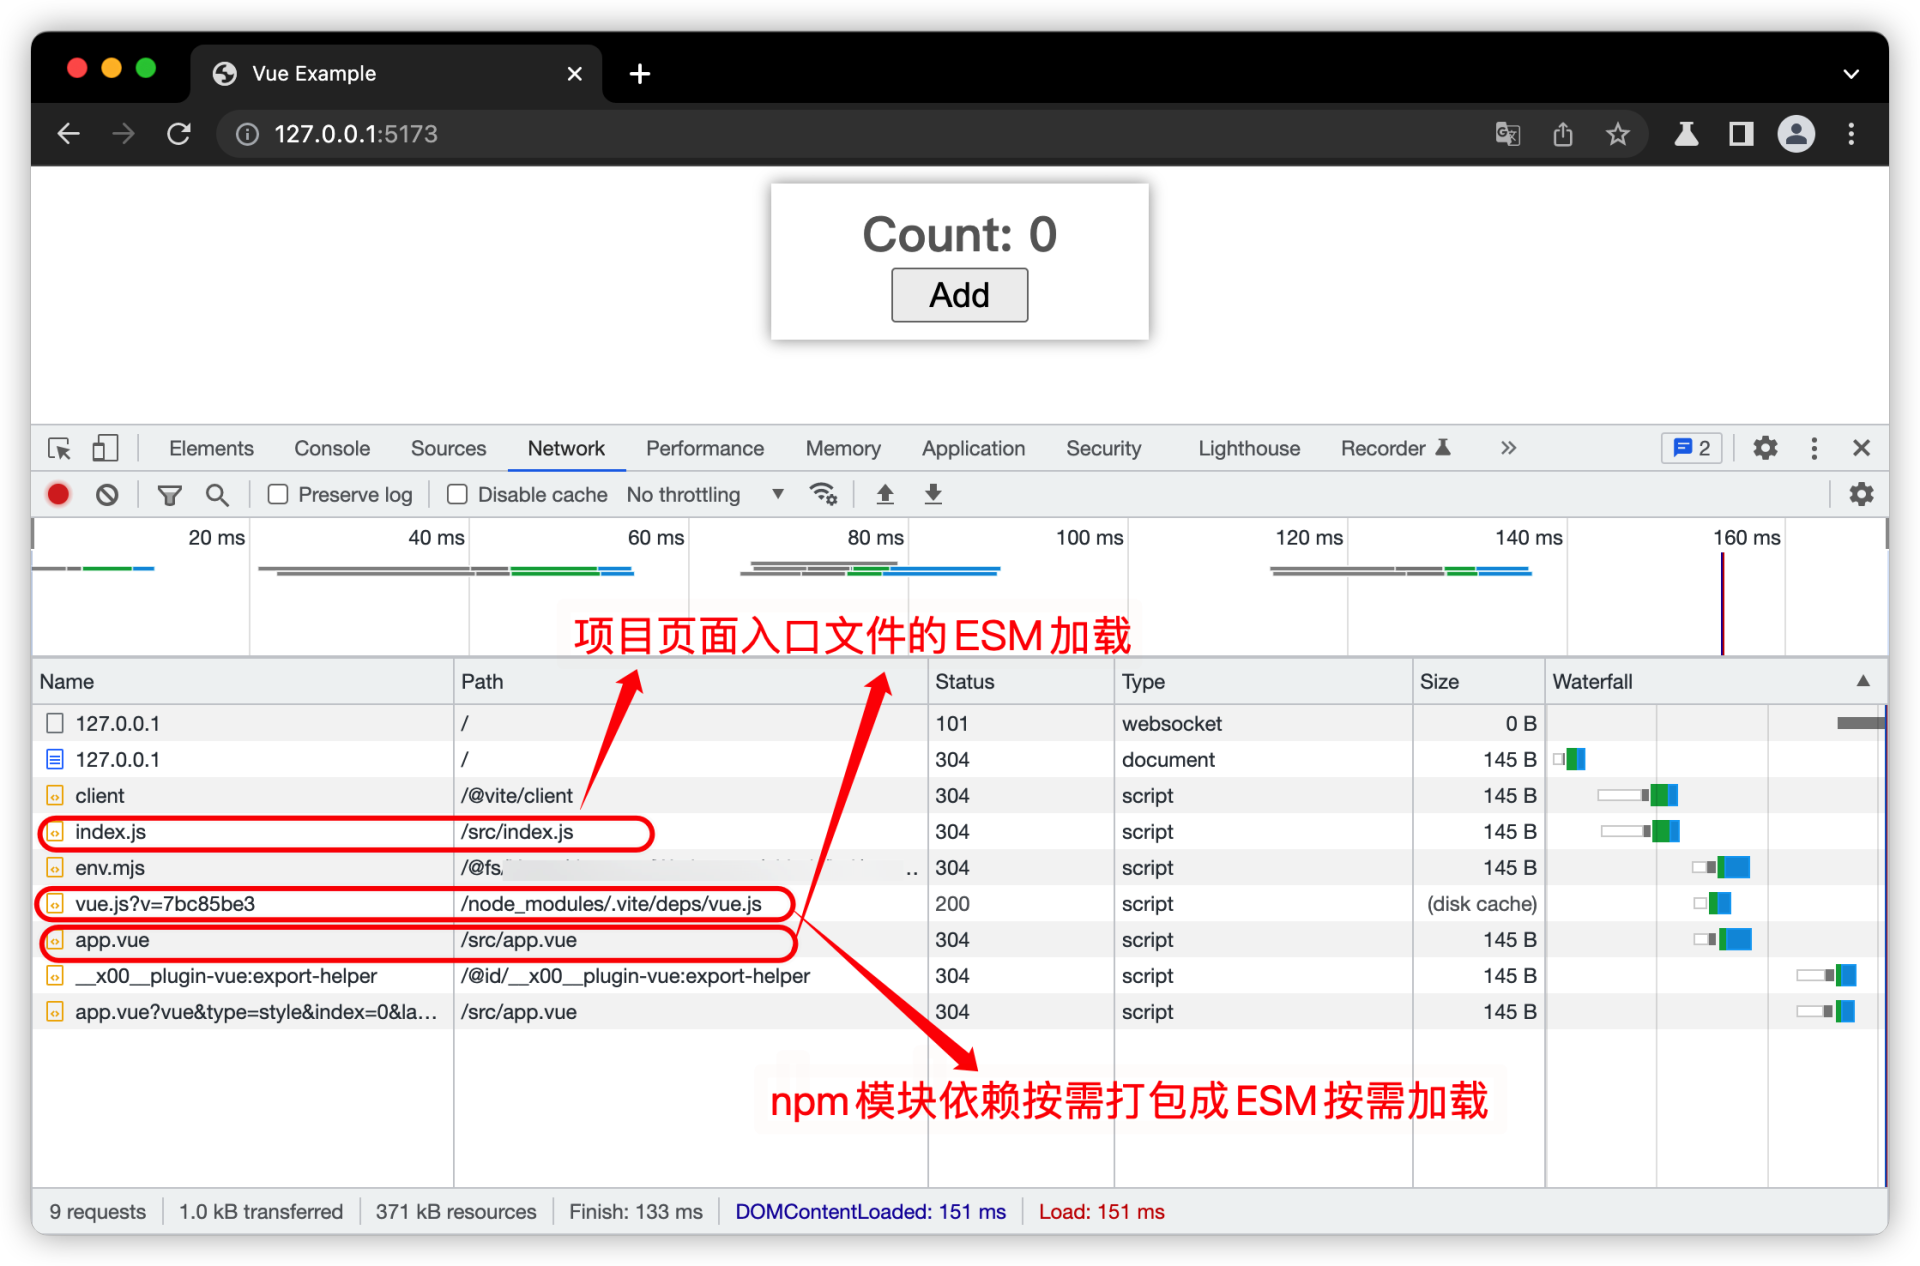 Vue Example
127.0.0.1:5173
Count: 0
Add
Elements Console Sources Network Performance Memory Application Security Lighthouse Recorder 2
Preserve log Disable cache No throttling
20 ms 40 ms 60 ms 80 ms 100 ms 120 ms 140 ms 160 ms
项目页面入口文件的ESM加载
Name Path Status Type Size Waterfall
127.0.0.1 / 101 websocket 0 B
127.0.0.1 / 304 document 145 B
client /@vite/client 304 script 145 B
index.js /src/index.js 304 script 145 B
env.mjs /@fs/ .. 304 script 145 B
vue.js?v=7bc85be3 /node_modules/.vite/deps/vue.js 200 script (disk cache)
app.vue /src/app.vue 304 script 145 B
__x00__plugin-vue:export-helper /@id/__x00__plugin-vue:export-helper 304 script 145 B
app.vue?vue&type=style&index=0&la... /src/app.vue 304 script 145 B
npm模块依赖按需打包成ESM按需加载
9 requests 1.0 kB transferred 371 kB resources Finish: 133 ms DOMContentLoaded: 151 ms Load: 151 ms